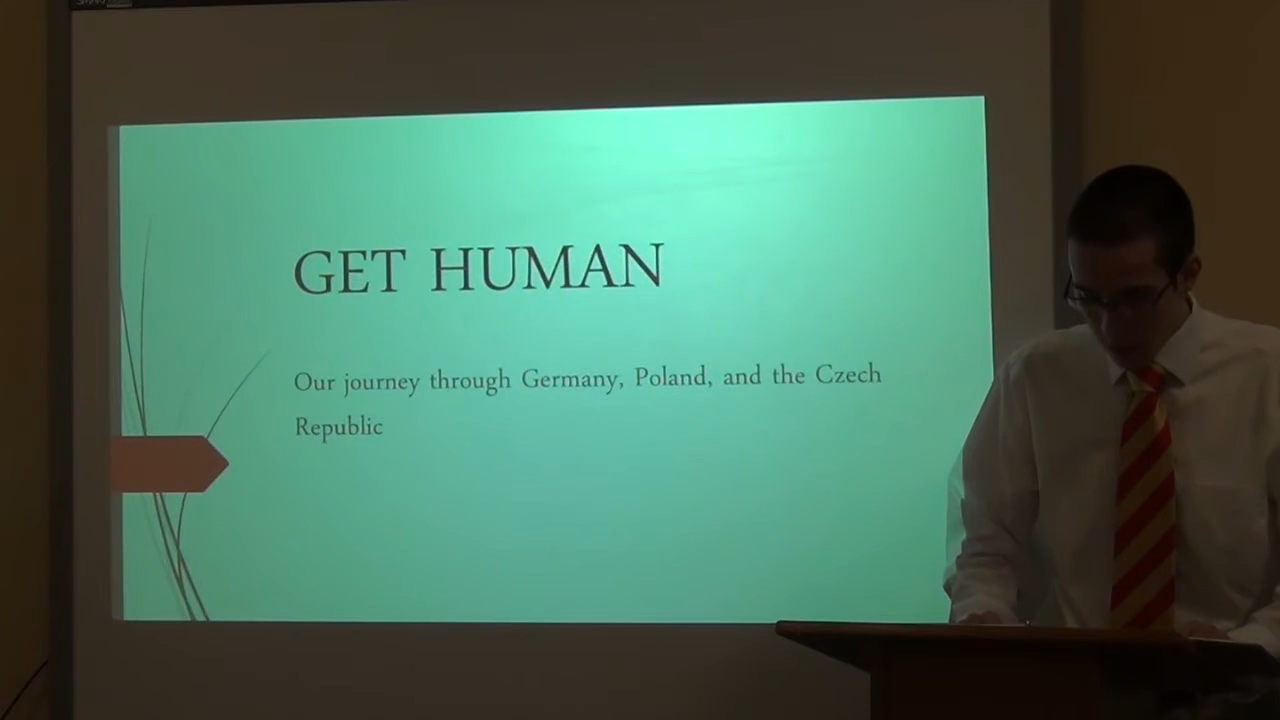 GET HUMAN
Our journey through Germany, Poland, and the Czech
Republic